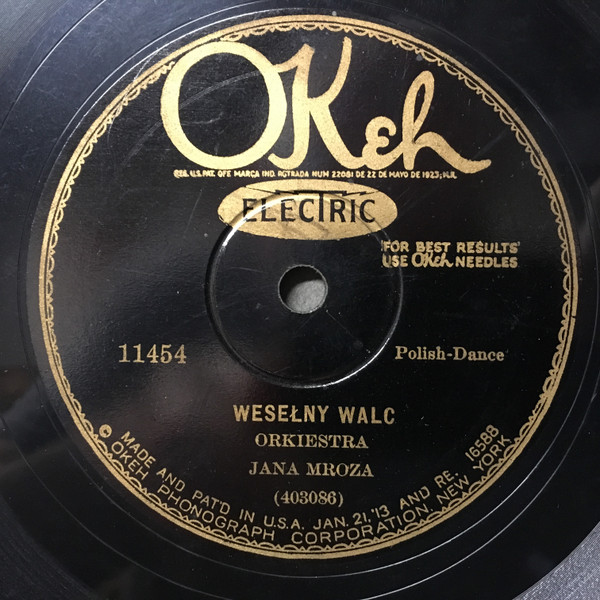 OKeh
REG. U.S. PAT. OFF. MARCA IND. RGTRADA NUM 22081 DE 22 DE MAYO DE 1923; M.R.
ELECTRIC
"FOR BEST RESULTS"
USE OKeh NEEDLES
11454
Polish-Dance
WESEŁNY WALC
ORKIESTRA
JANA MROZA
(403086)
© MADE AND PAT'D IN U.S.A. JAN. 21, '13 AND RE. 16588
OKEH PHONOGRAPH CORPORATION, NEW YORK